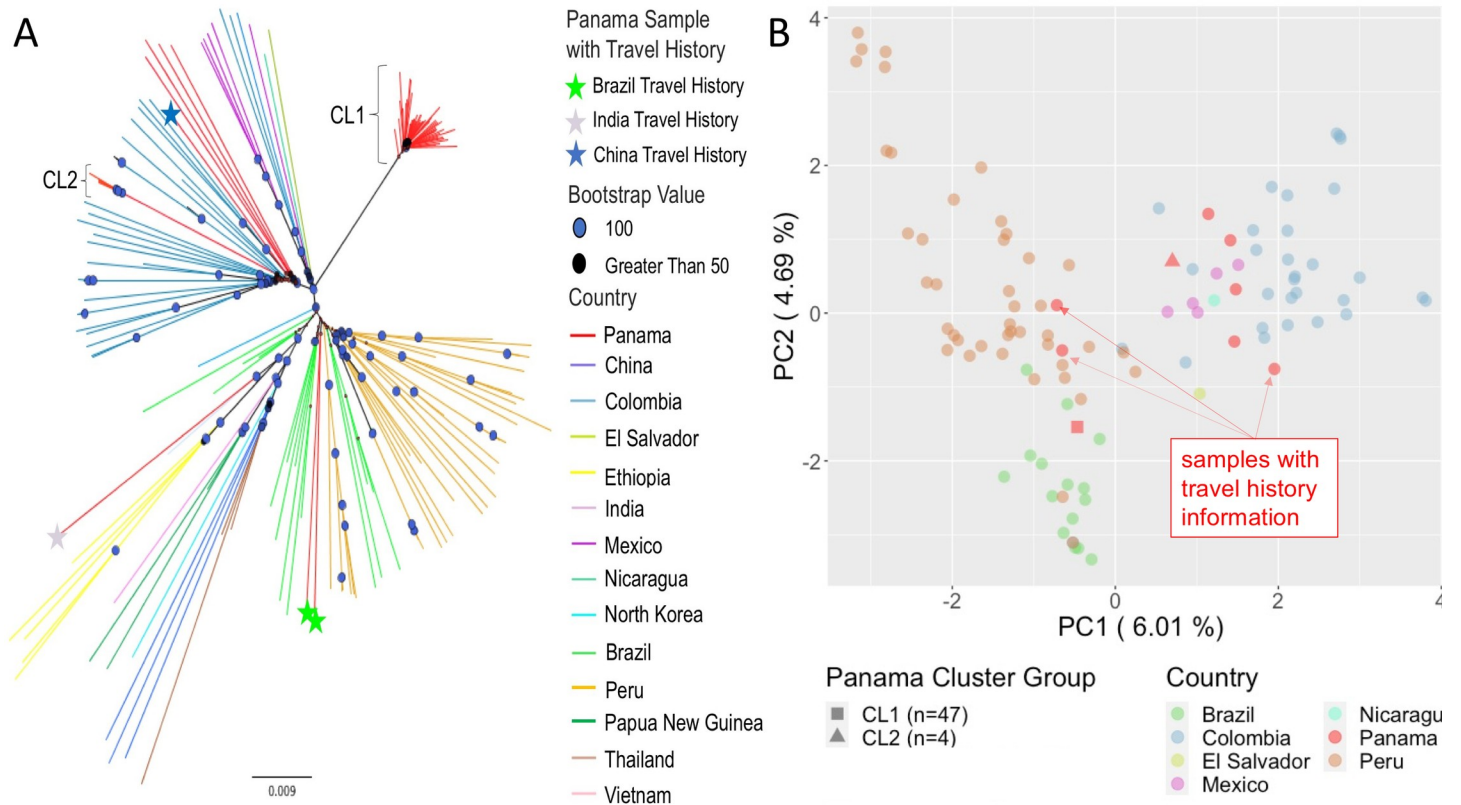 A
CL1
CL2
0.009
Panama Sample
with Travel History
Brazil Travel History
India Travel History
China Travel History
Bootstrap Value
100
Greater Than 50
Country
Panama
China
Colombia
El Salvador
Ethiopia
India
Mexico
Nicaragua
North Korea
Brazil
Peru
Papua New Guinea
Thailand
Vietnam
B
4
2
0
-2
PC2 ( 4.69 %)
-2
0
2
4
PC1 ( 6.01 %)
samples with
travel history
information
Panama Cluster Group
CL1 (n=47)
CL2 (n=4)
Country
Brazil
Colombia
El Salvador
Mexico
Nicaragu
Panama
Peru